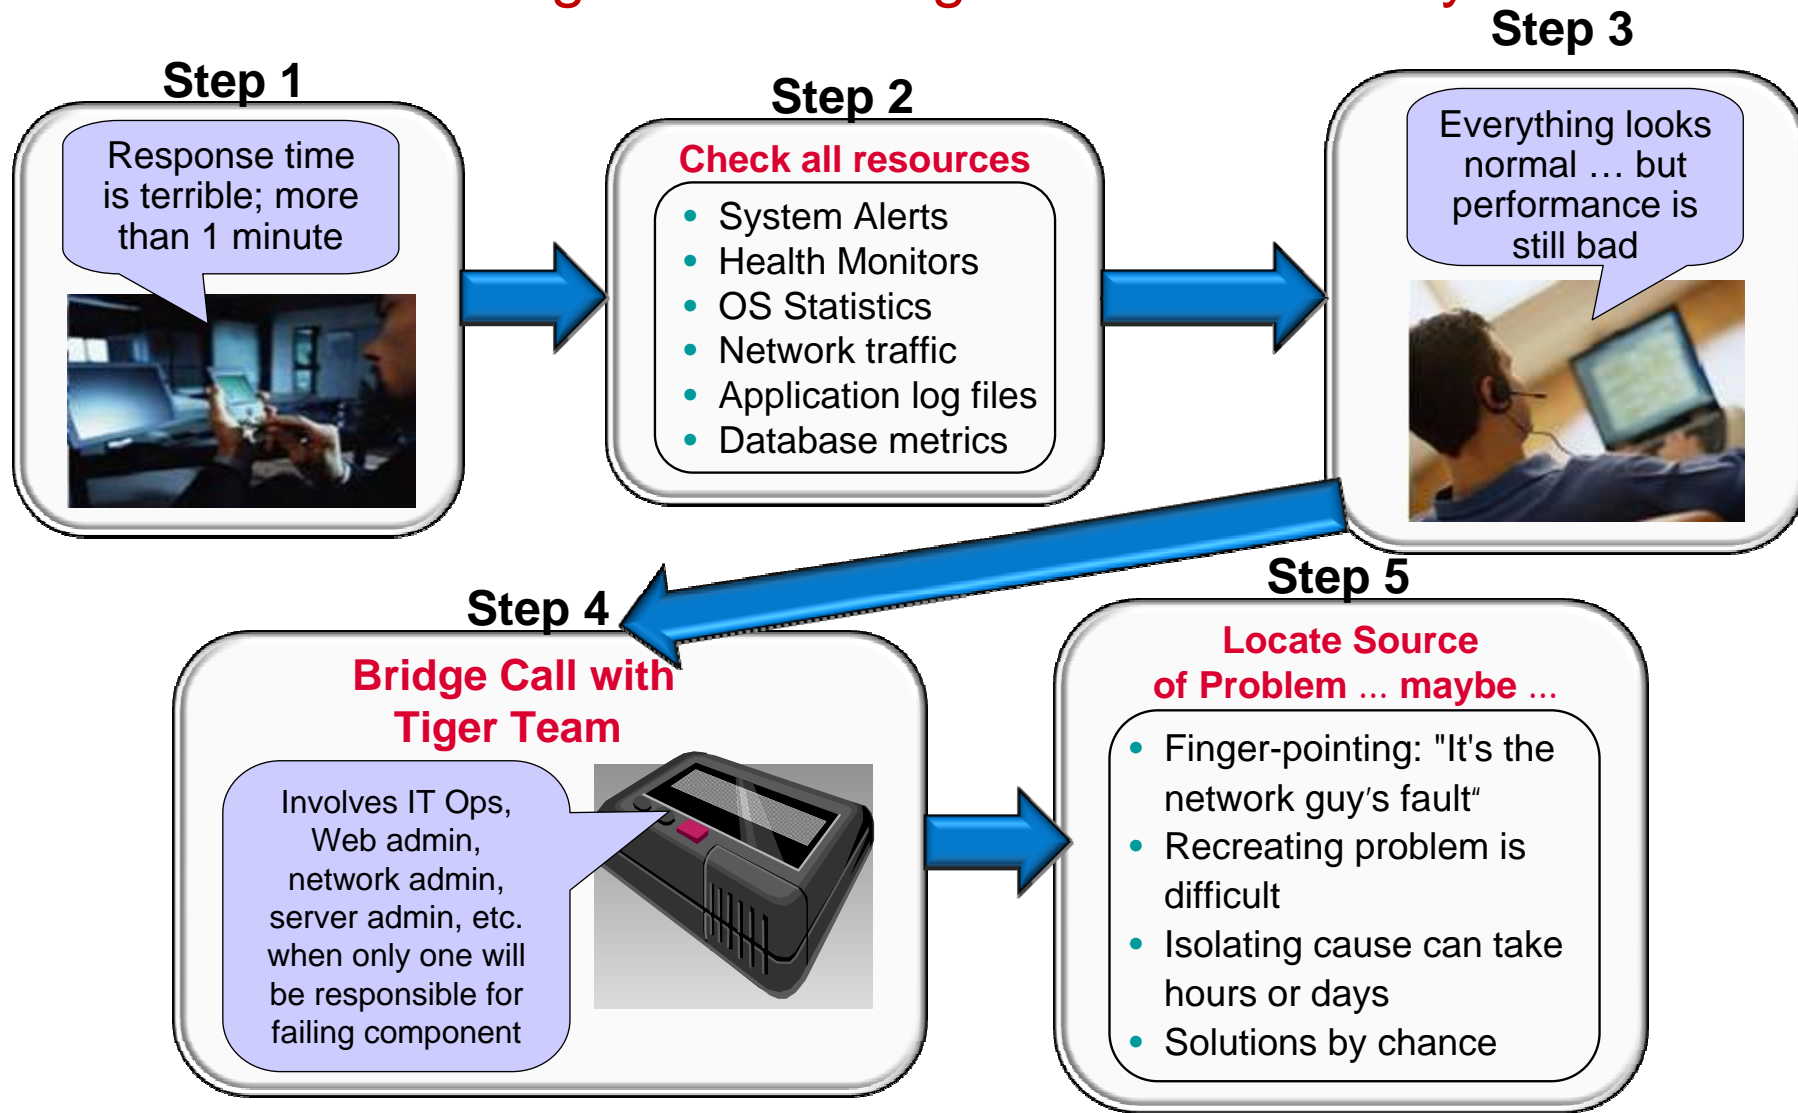 Step 1
Response time
is terrible; more
than 1 minute
Step 2
Check all resources
• System Alerts
• Health Monitors
• OS Statistics
• Network traffic
• Application log files
• Database metrics
Step 3
Everything looks
normal … but
performance is
still bad
Step 4
Bridge Call with
Tiger Team
Involves IT Ops,
Web admin,
network admin,
server admin, etc.
when only one will
be responsible for
failing component
Step 5
Locate Source
of Problem … maybe …
• Finger-pointing: "It's the
network guy's fault"
• Recreating problem is
difficult
• Isolating cause can take
hours or days
• Solutions by chance